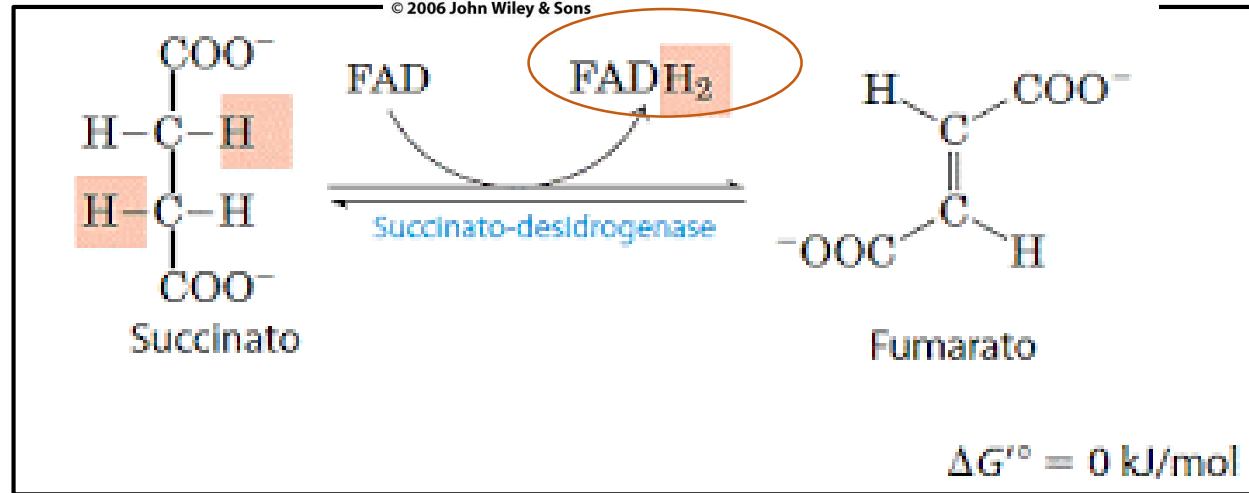 © 2006 John Wiley & Sons
COO⁻
H–C–H
H–C–H
COO⁻
Succinato
FAD
FADH₂
Succinato-desidrogenase
H
COO⁻
C
C
⁻OOC
H
Fumarato
ΔG′° = 0 kJ/mol